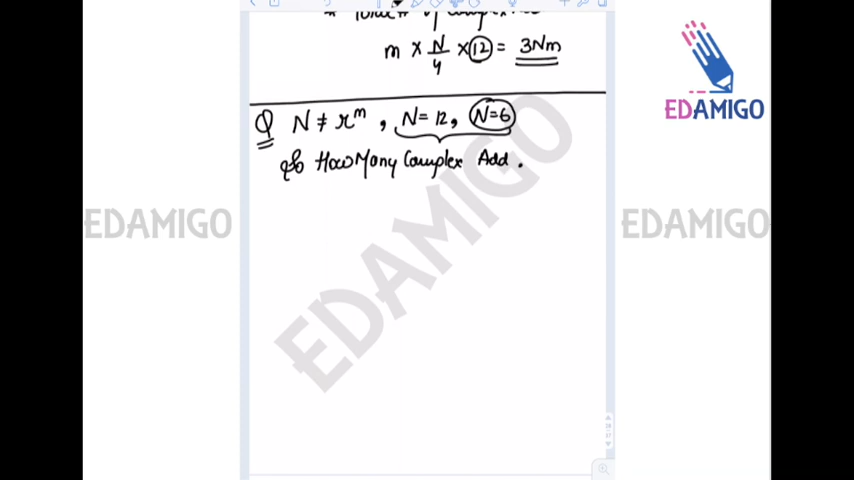 m × N/4 × 12 = 3Nm
EDAMIGO
Q N ≠ r^m , N = 12, N=6
How Many Complex Add .
EDAMIGO
EDAMIGO
EDAMIGO